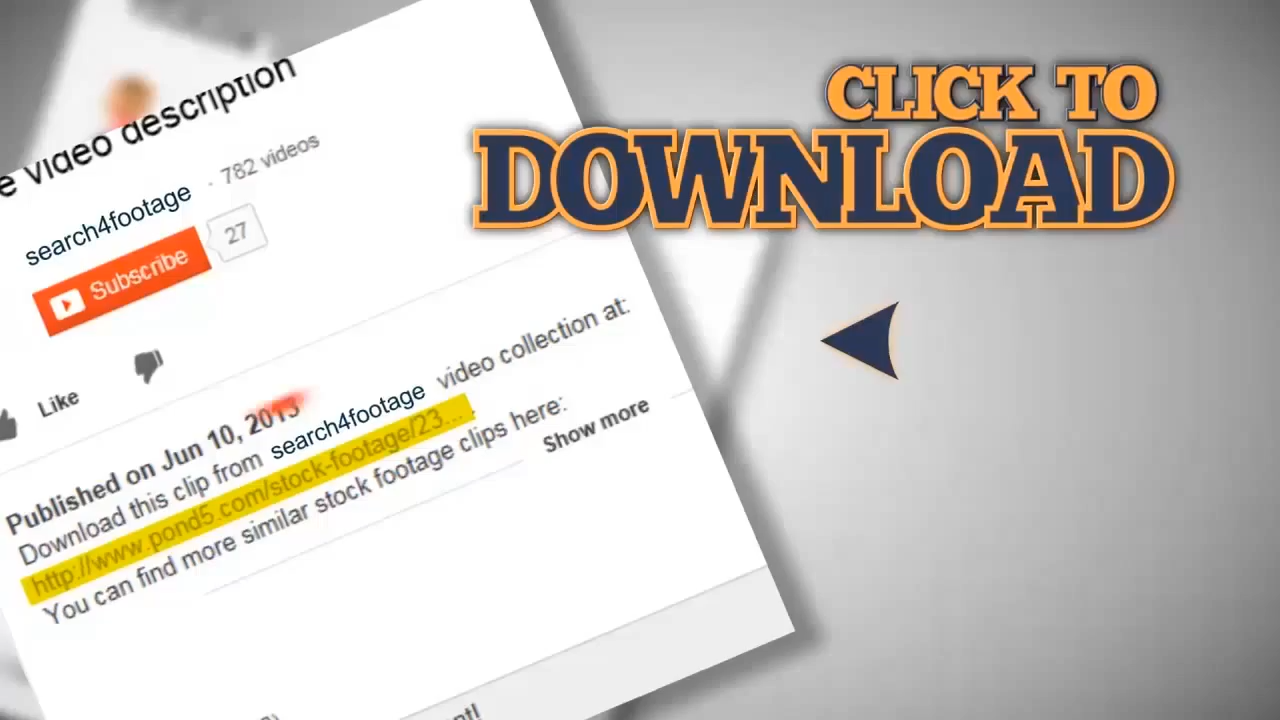 CLICK TO
DOWNLOAD
video description
search4footage · 782 videos
Subscribe 27
Like
Published on Jun 10, 2013
Download this clip from search4footage video collection at:
http://www.pond5.com/stock-footage/23...
You can find more similar stock footage clips here:
Show more